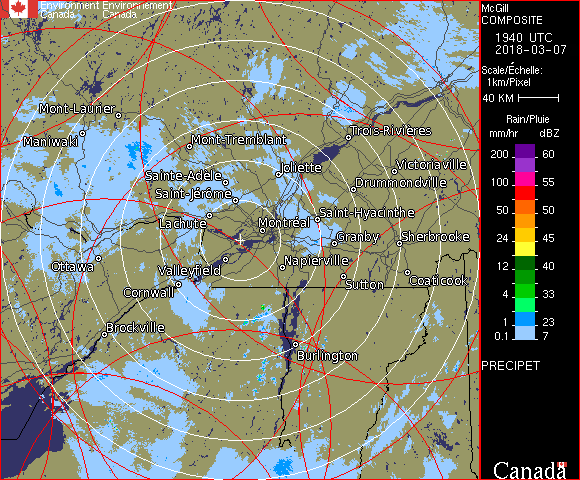 Environment Environnement
Canada Canada
McGill
COMPOSITE
1940 UTC
2018-03-07
Scale/Échelle:
1km/Pixel
40 KM
Rain/Pluie
mm/hr dBZ
200 60
100 55
50 50
24 45
12 40
4 33
1 23
0.1 7
PRECIPET
Canada
Mont-Laurier
Maniwaki
Mont-Tremblant
Trois-Rivières
Sainte-Adèle
Joliette
Victoriaville
Saint-Jérôme
Drummondville
Lachute
Montréal
Saint-Hyacinthe
Granby
Sherbrooke
Ottawa
Valleyfield
Napierville
Cornwall
Sutton
Coaticook
Brockville
Burlington